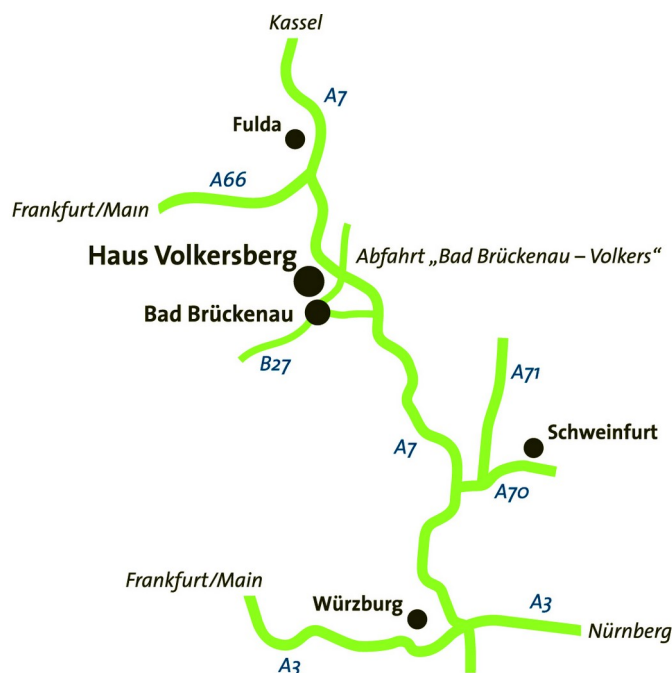 Kassel
A7
Fulda
A66
Frankfurt/Main
Haus Volkersberg
Abfahrt „Bad Brückenau – Volkers“
Bad Brückenau
B27
A71
Schweinfurt
A7
A70
Frankfurt/Main
Würzburg
A3
Nürnberg
A3